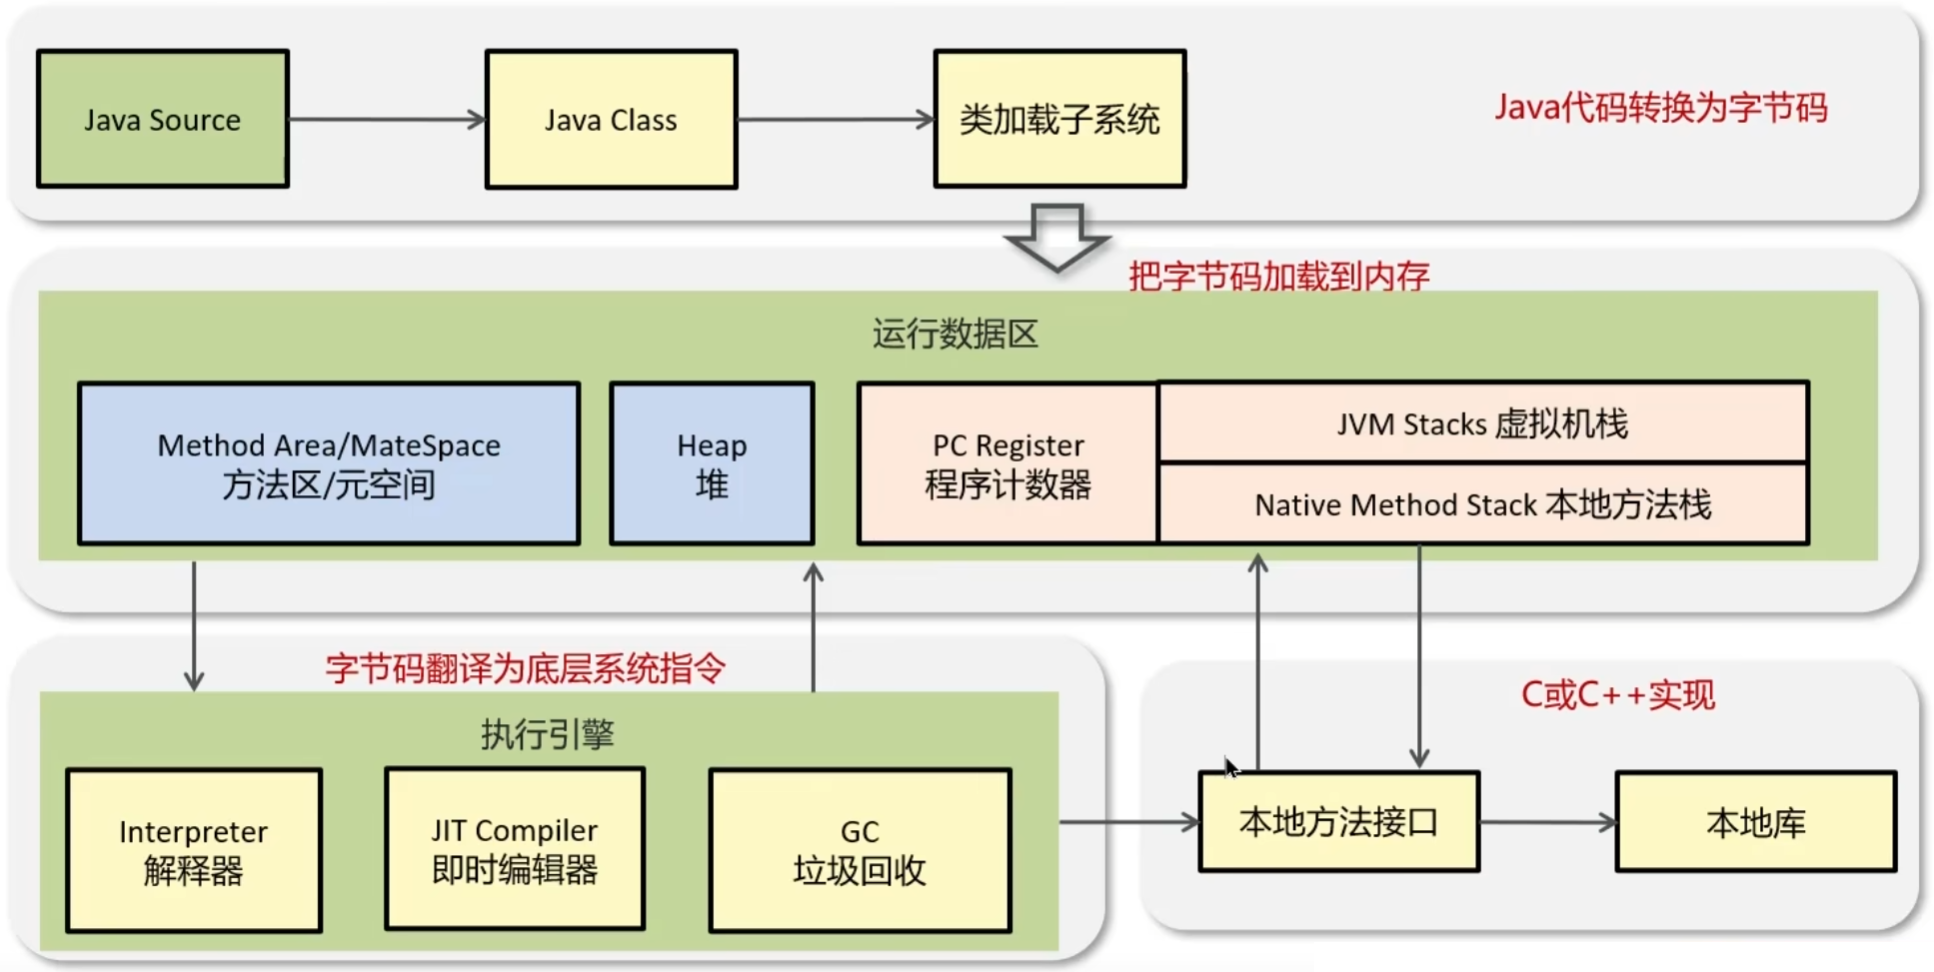 Java Source
Java Class
类加载子系统
Java代码转换为字节码
把字节码加载到内存
运行数据区
Method Area/MateSpace
方法区/元空间
Heap
堆
PC Register
程序计数器
JVM Stacks 虚拟机栈
Native Method Stack 本地方法栈
字节码翻译为底层系统指令
执行引擎
Interpreter
解释器
JIT Compiler
即时编辑器
GC
垃圾回收
C或C++实现
本地方法接口
本地库